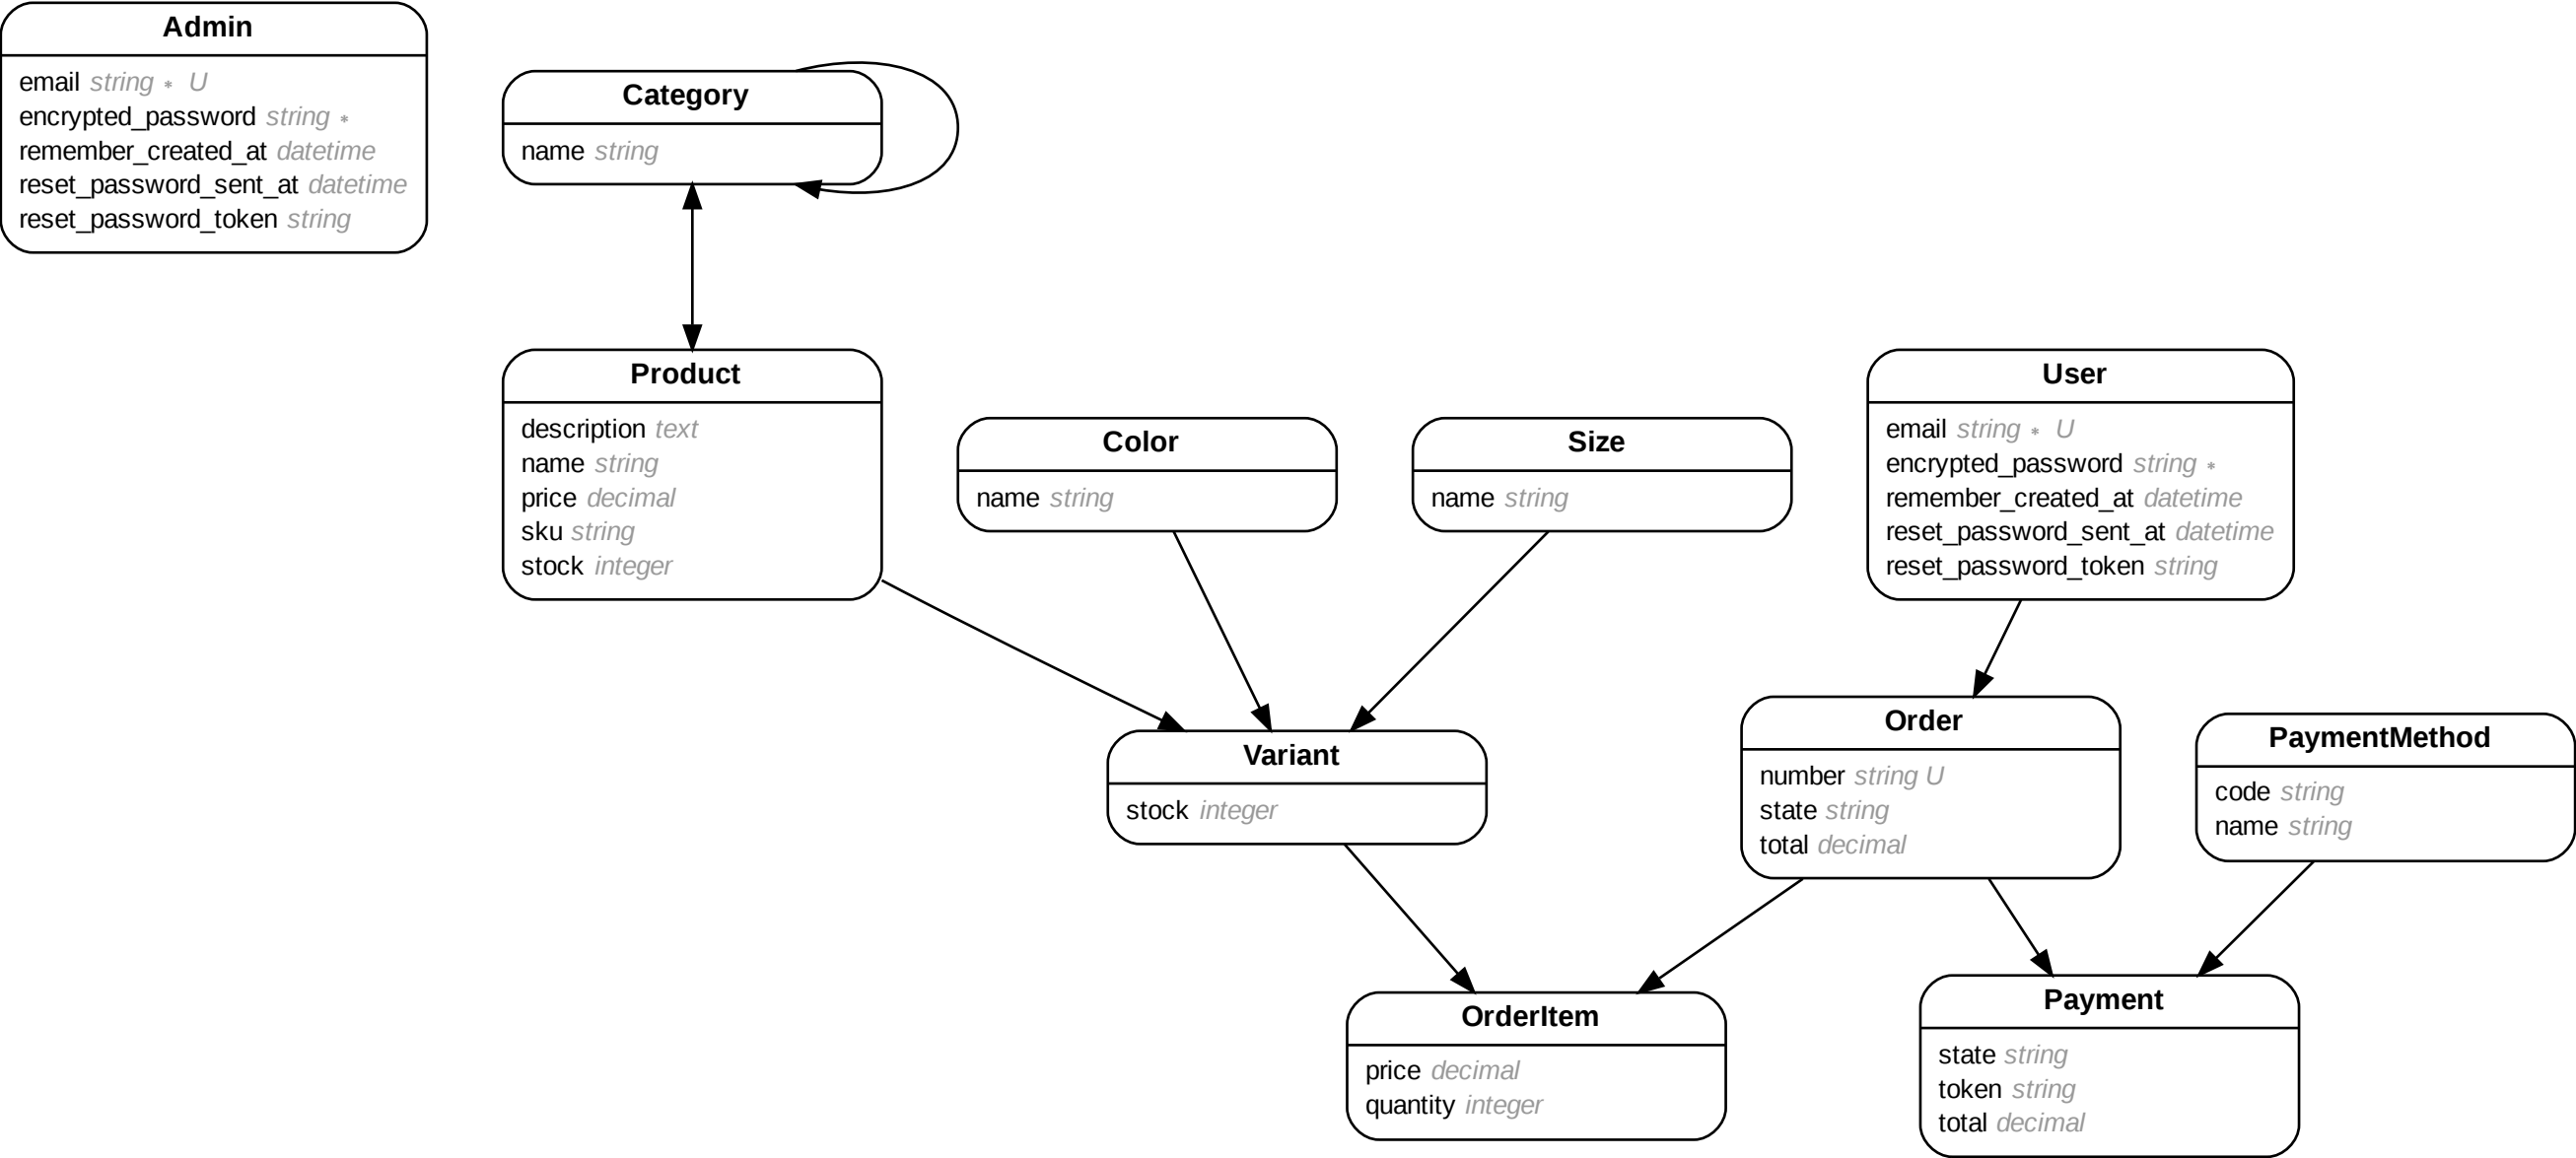 Admin
email string * U
encrypted_password string *
remember_created_at datetime
reset_password_sent_at datetime
reset_password_token string
Category
name string
Product
description text
name string
price decimal
sku string
stock integer
Color
name string
Size
name string
User
email string * U
encrypted_password string *
remember_created_at datetime
reset_password_sent_at datetime
reset_password_token string
Variant
stock integer
Order
number string U
state string
total decimal
PaymentMethod
code string
name string
OrderItem
price decimal
quantity integer
Payment
state string
token string
total decimal